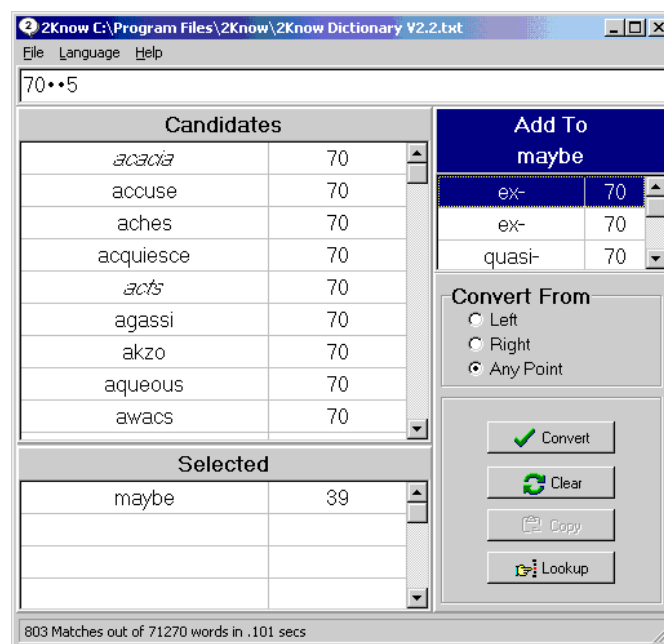 2Know C:\Program Files\2Know\2Know Dictionary V2.2.txt
File Language Help
70••5
Candidates
acacia 70
accuse 70
aches 70
acquiesce 70
acts 70
agassi 70
akzo 70
aqueous 70
awacs 70
Add To
maybe
ex- 70
ex- 70
quasi- 70
Convert From
Left
Right
Any Point
Convert
Clear
Copy
Lookup
Selected
maybe 39
803 Matches out of 71270 words in .101 secs